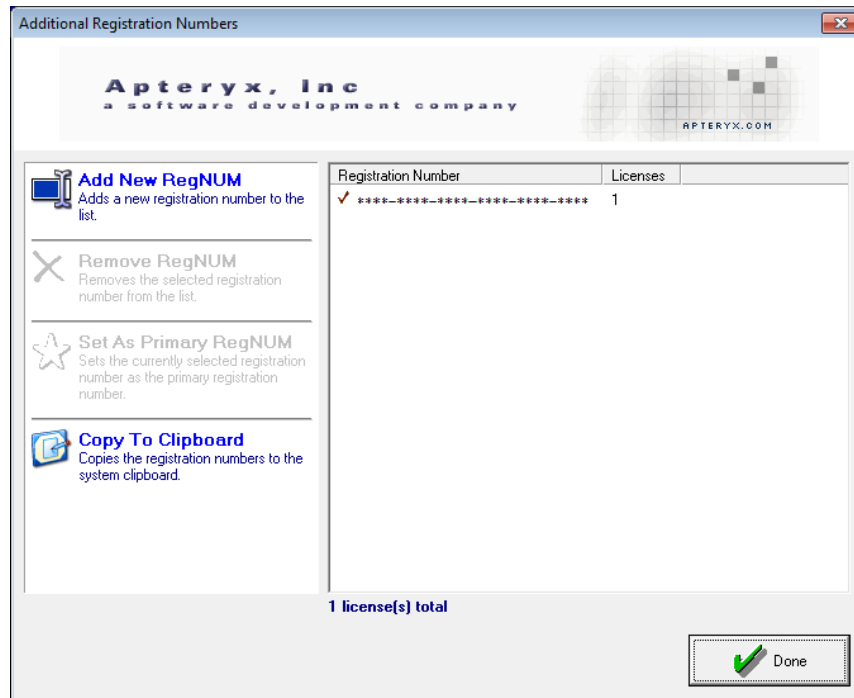 Additional Registration Numbers
Apteryx, Inc
a software development company
APTERYX.COM
Add New RegNUM
Adds a new registration number to the
list.
Remove RegNUM
Removes the selected registration
number from the list.
Set As Primary RegNUM
Sets the currently selected registration
number as the primary registration
number.
Copy To Clipboard
Copies the registration numbers to the
system clipboard.
Registration Number Licenses
****-****-****-****-****-**** 1
1 license(s) total
Done